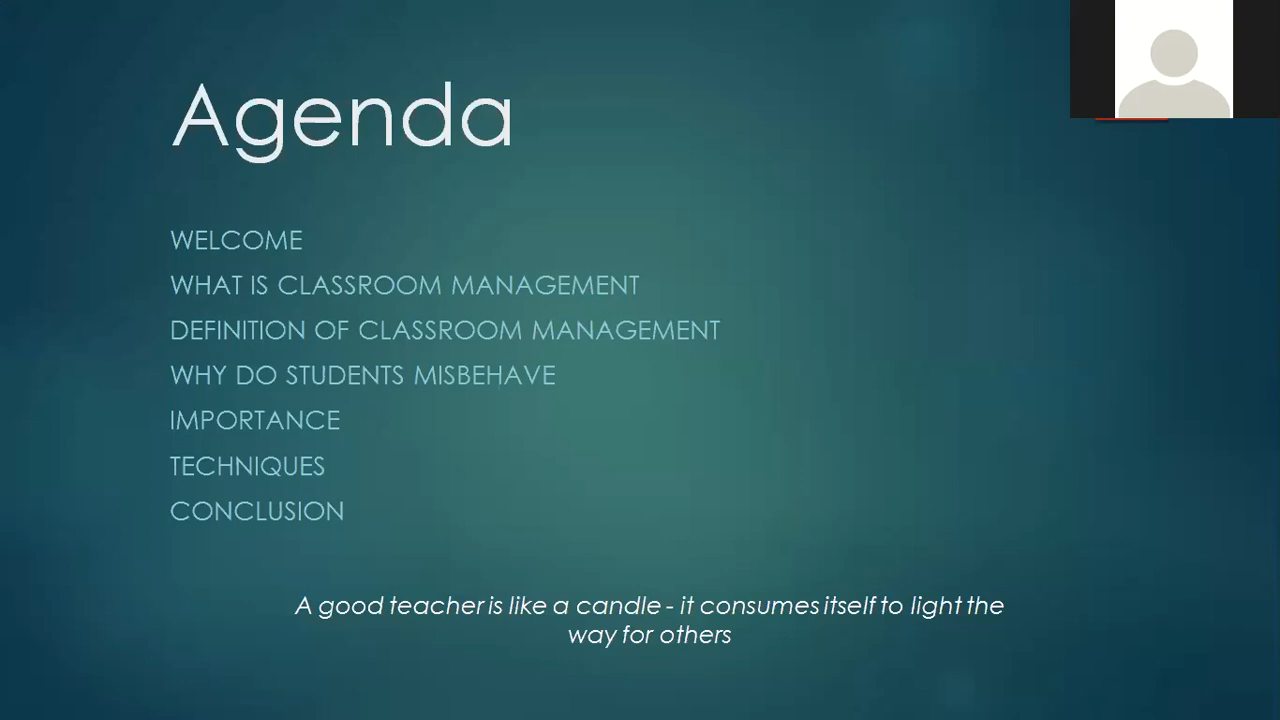 Agenda
WELCOME
WHAT IS CLASSROOM MANAGEMENT
DEFINITION OF CLASSROOM MANAGEMENT
WHY DO STUDENTS MISBEHAVE
IMPORTANCE
TECHNIQUES
CONCLUSION
A good teacher is like a candle - it consumes itself to light the
way for others